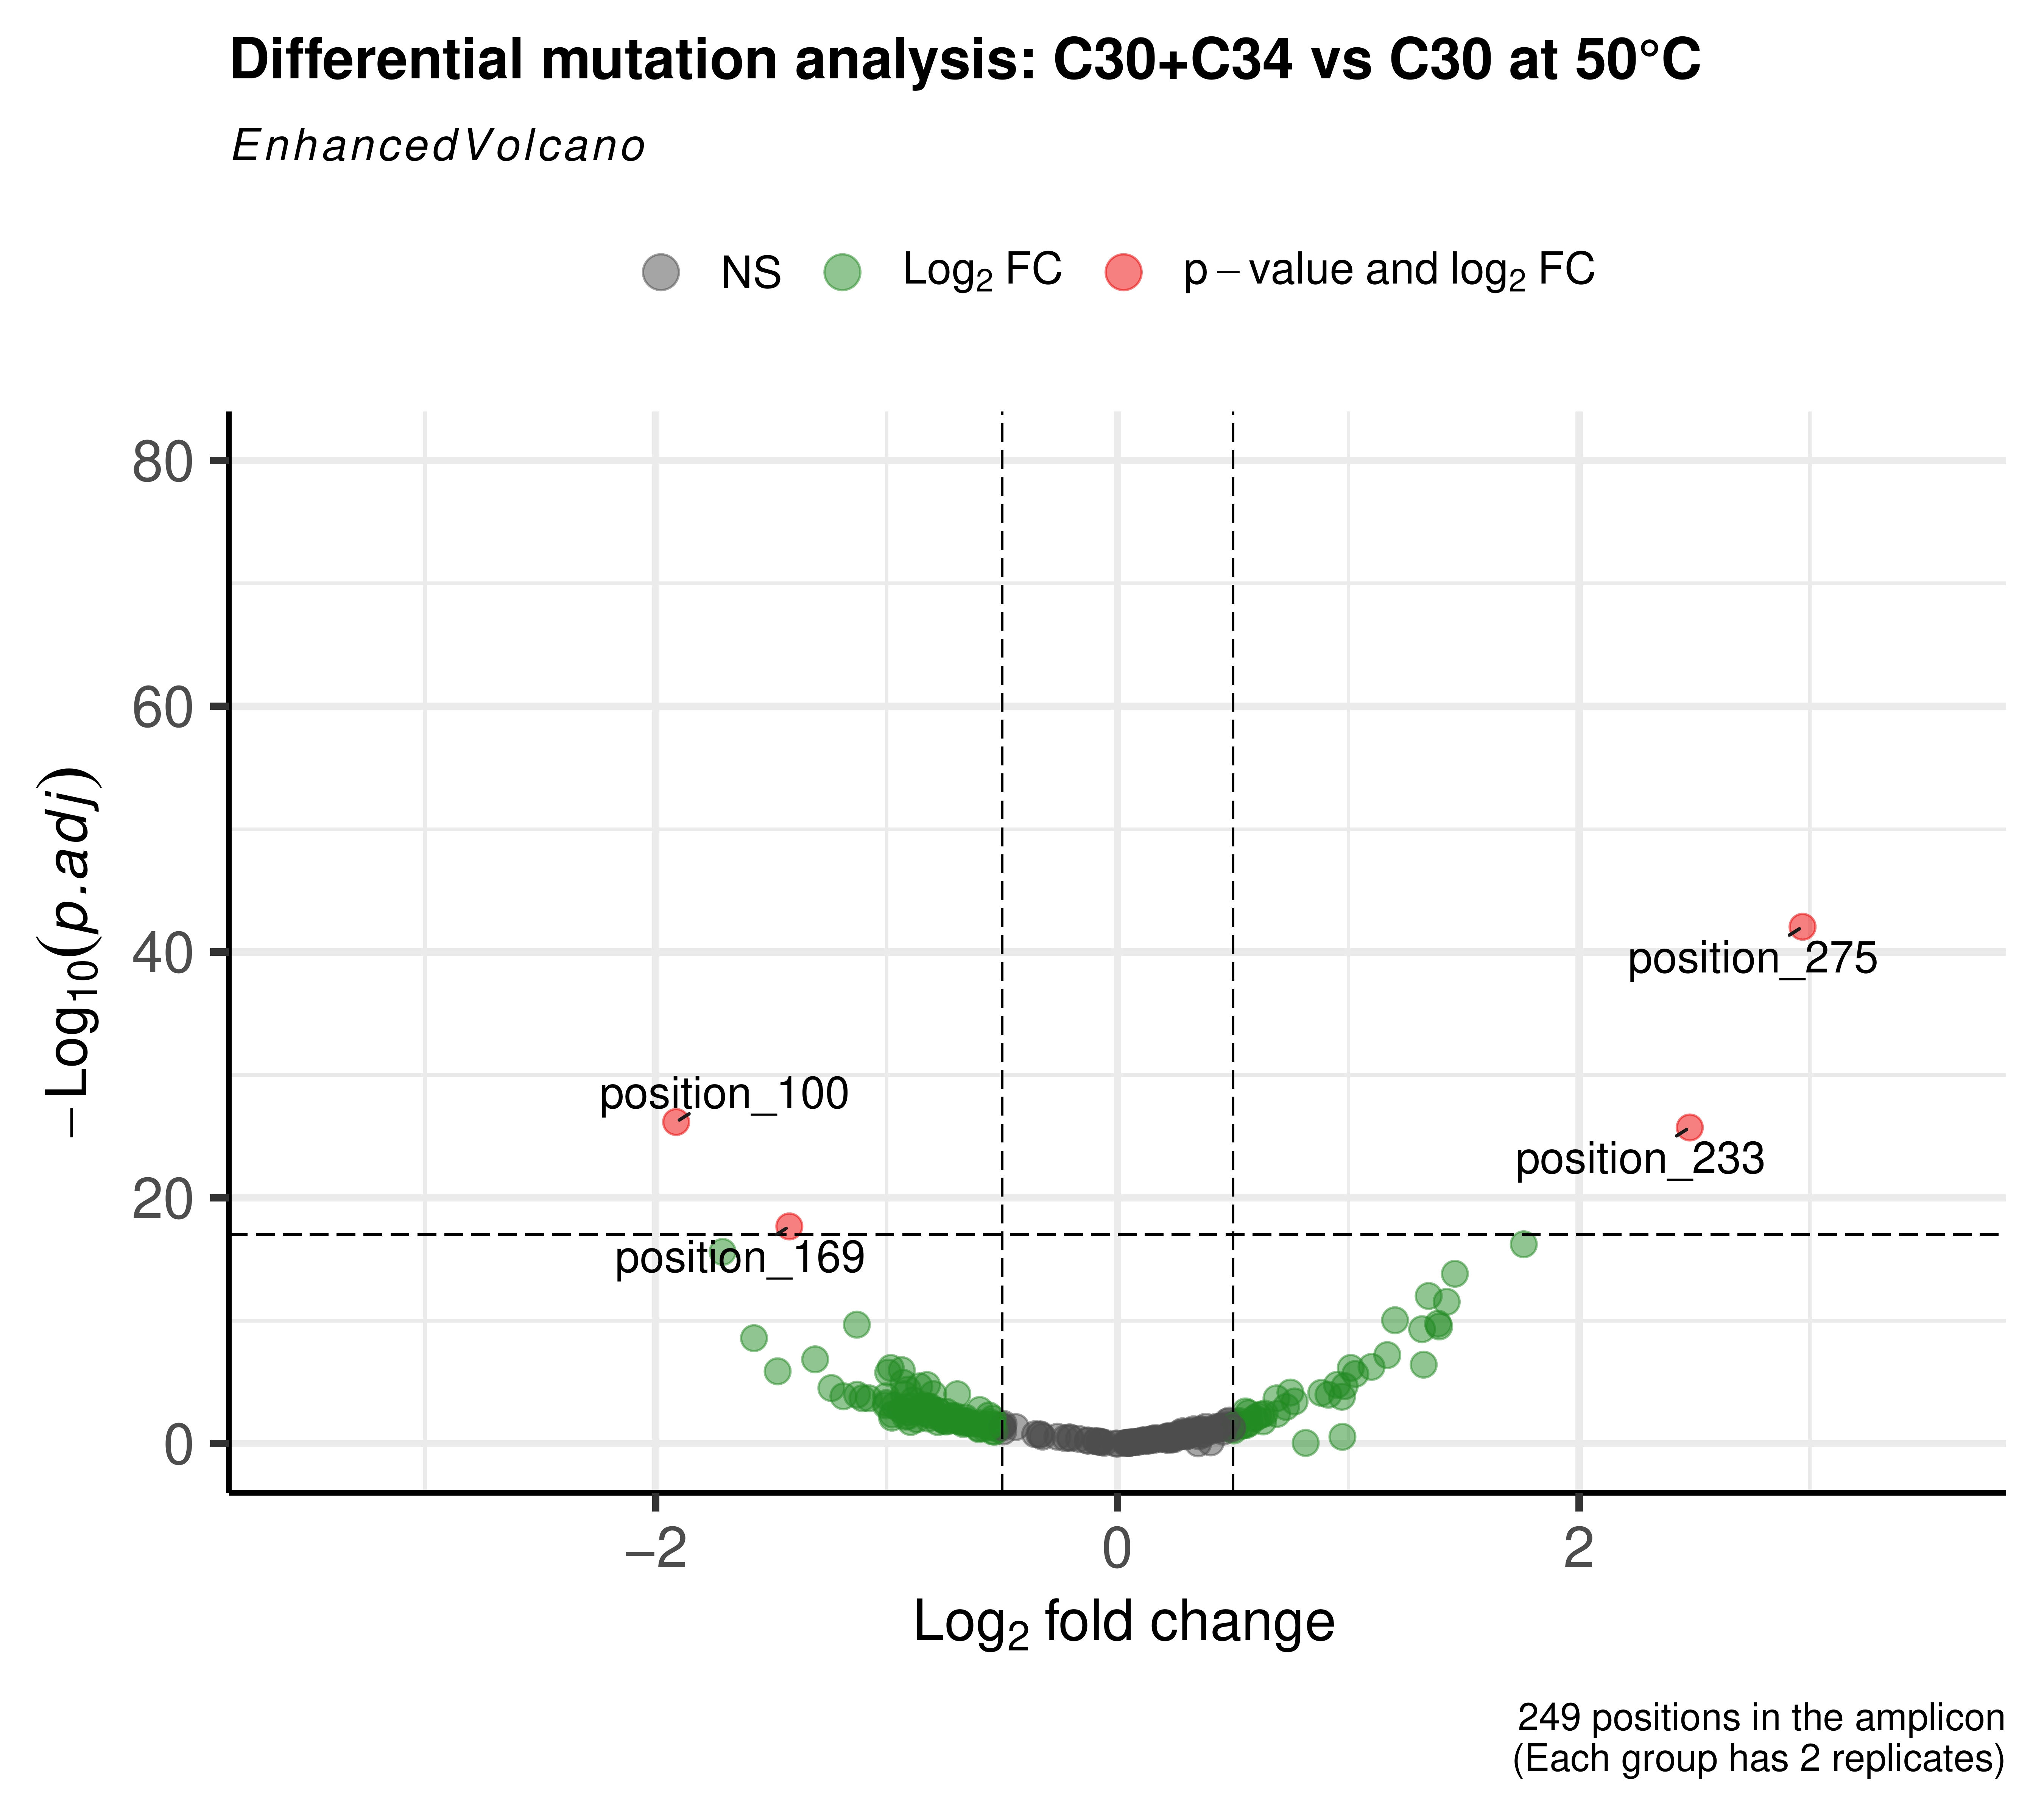 Differential mutation analysis: C30+C34 vs C30 at 50°C
EnhancedVolcano
NS
Log₂ FC
p−value and log₂ FC
80
60
40
20
0
−Log₁₀(p.adj)
position_275
position_100
position_233
position_169
−2
0
2
Log₂ fold change
249 positions in the amplicon
(Each group has 2 replicates)